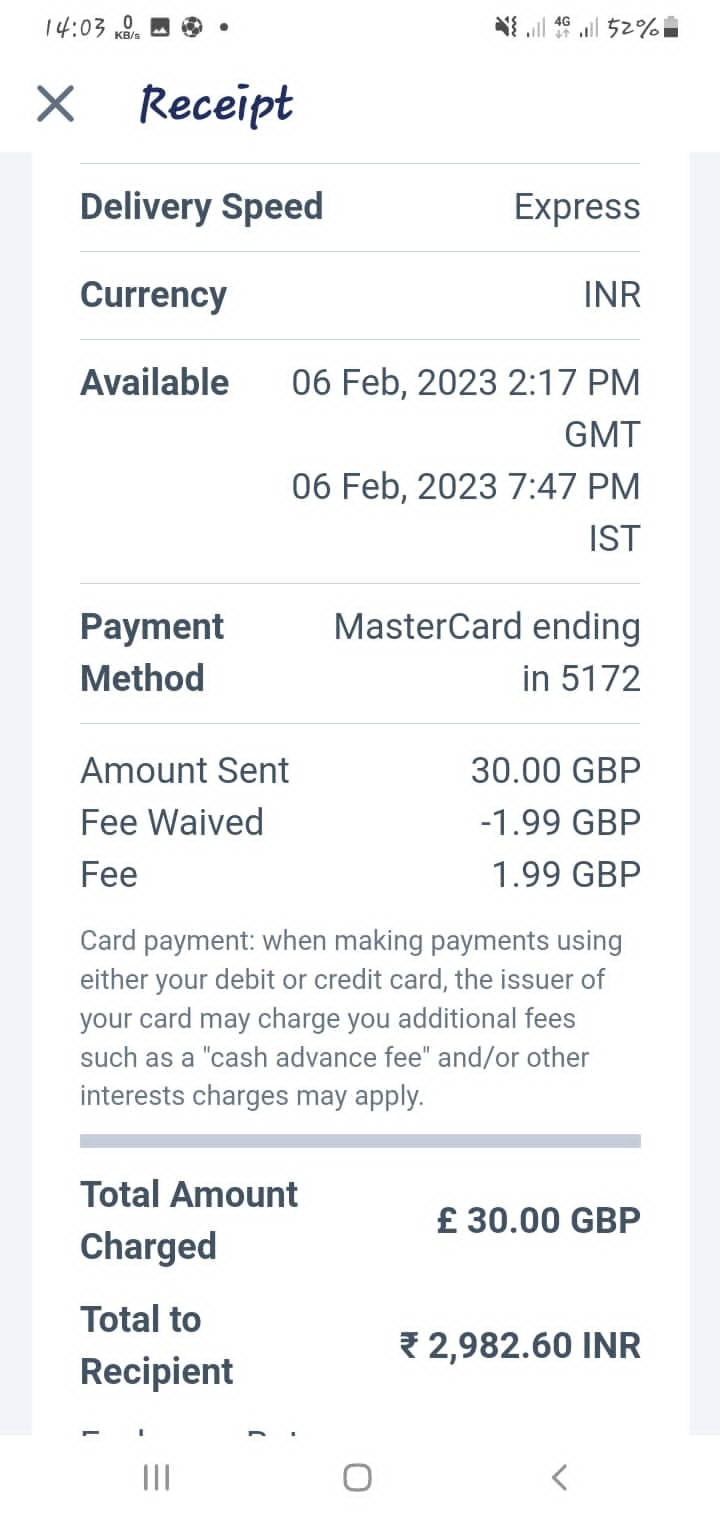 14:03 0 KB/s 4G 52%
Receipt
Delivery Speed Express
Currency INR
Available 06 Feb, 2023 2:17 PM
GMT
06 Feb, 2023 7:47 PM
IST
Payment MasterCard ending
Method in 5172
Amount Sent 30.00 GBP
Fee Waived -1.99 GBP
Fee 1.99 GBP
Card payment: when making payments using
either your debit or credit card, the issuer of
your card may charge you additional fees
such as a "cash advance fee" and/or other
interests charges may apply.
Total Amount
Charged £ 30.00 GBP
Total to
Recipient ₹ 2,982.60 INR